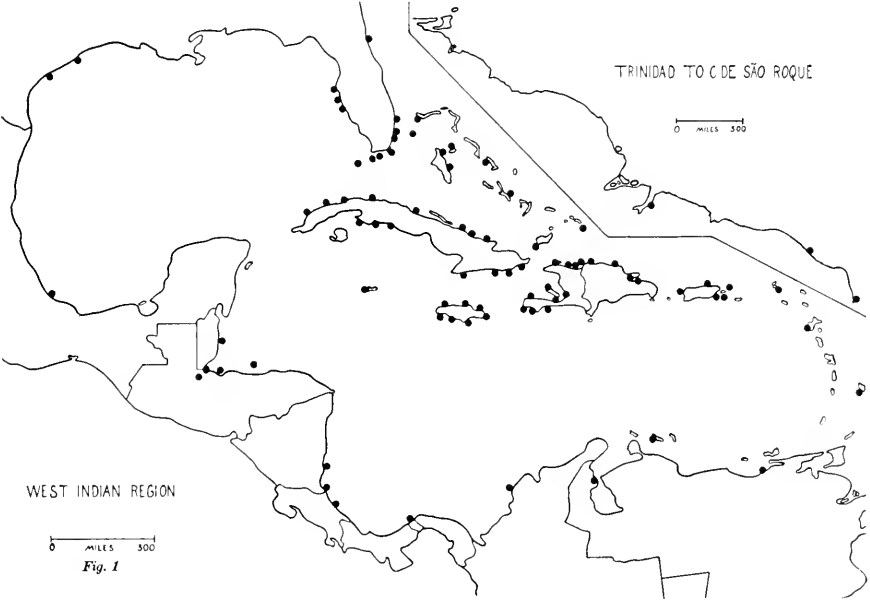 TRINIDAD TO C DE SÃO ROQUE
0 MILES 300
WEST INDIAN REGION
0 MILES 300
Fig. 1